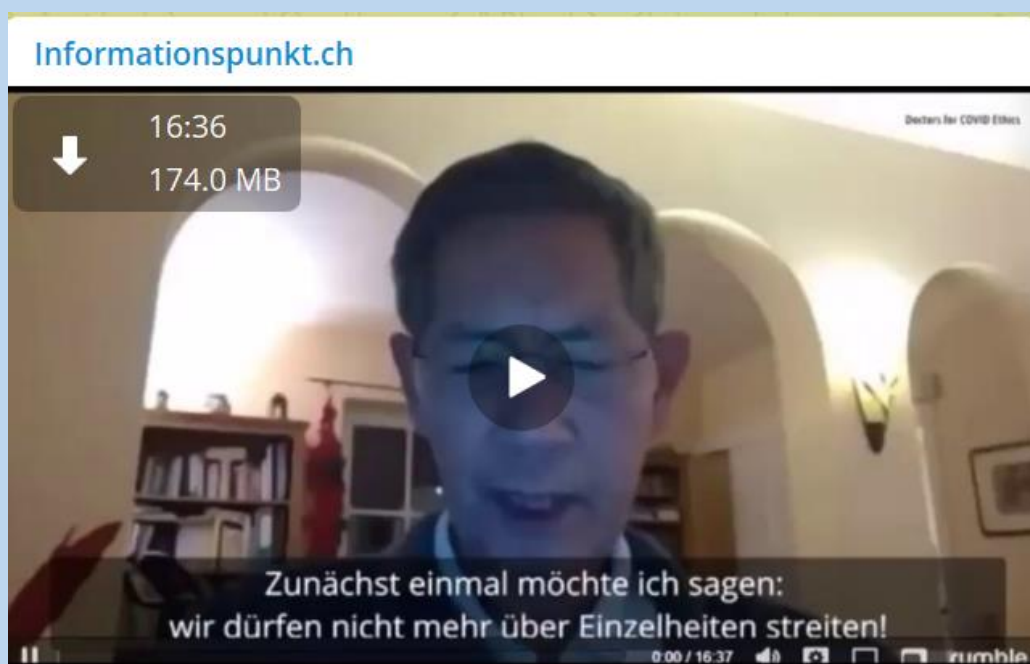 Informationspunkt.ch
16:36
174.0 MB
Doctors for COVID Ethics
Zunächst einmal möchte ich sagen:
wir dürfen nicht mehr über Einzelheiten streiten!
0:00 / 16:37
rumble